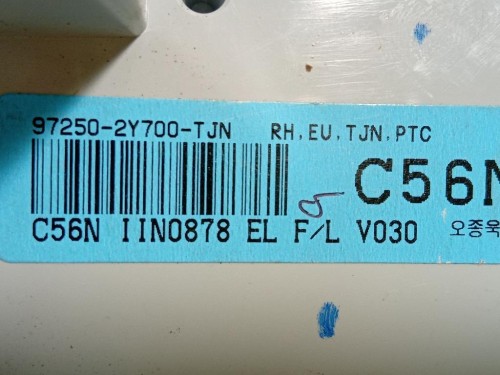 97250-2Y700-TJN RH,EU,TJN,PTC
C56N
C56N IIN0878 EL F/L V030 오종욱